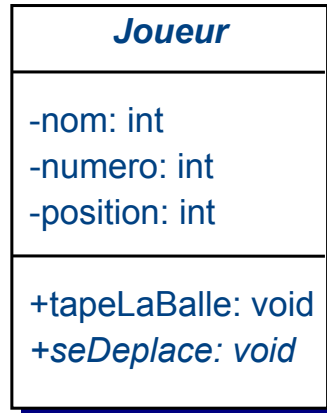 Joueur
-nom: int
-numero: int
-position: int
+tapeLaBalle: void
+seDeplace: void